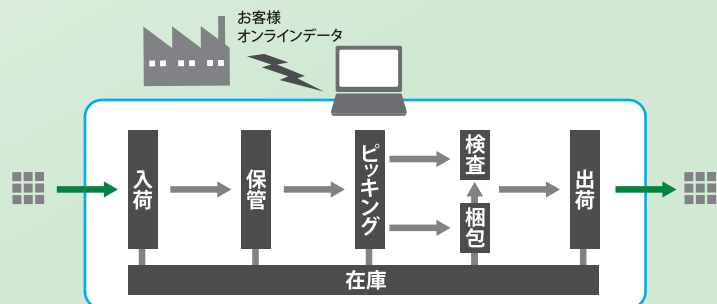 お客様
オンラインデータ
入荷
保管
ピッキング
検査
梱包
出荷
在庫